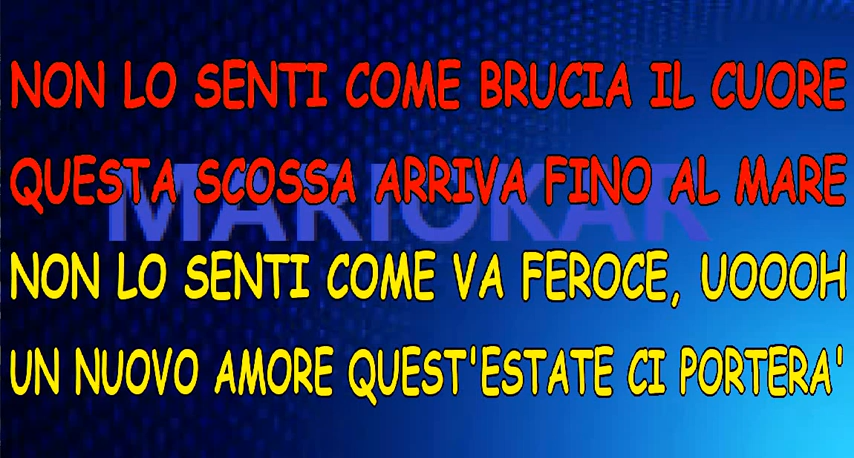 NON LO SENTI COME BRUCIA IL CUORE
QUESTA SCOSSA ARRIVA FINO AL MARE
MARIOKAR
NON LO SENTI COME VA FEROCE, UOOOH
UN NUOVO AMORE QUEST'ESTATE CI PORTERA'